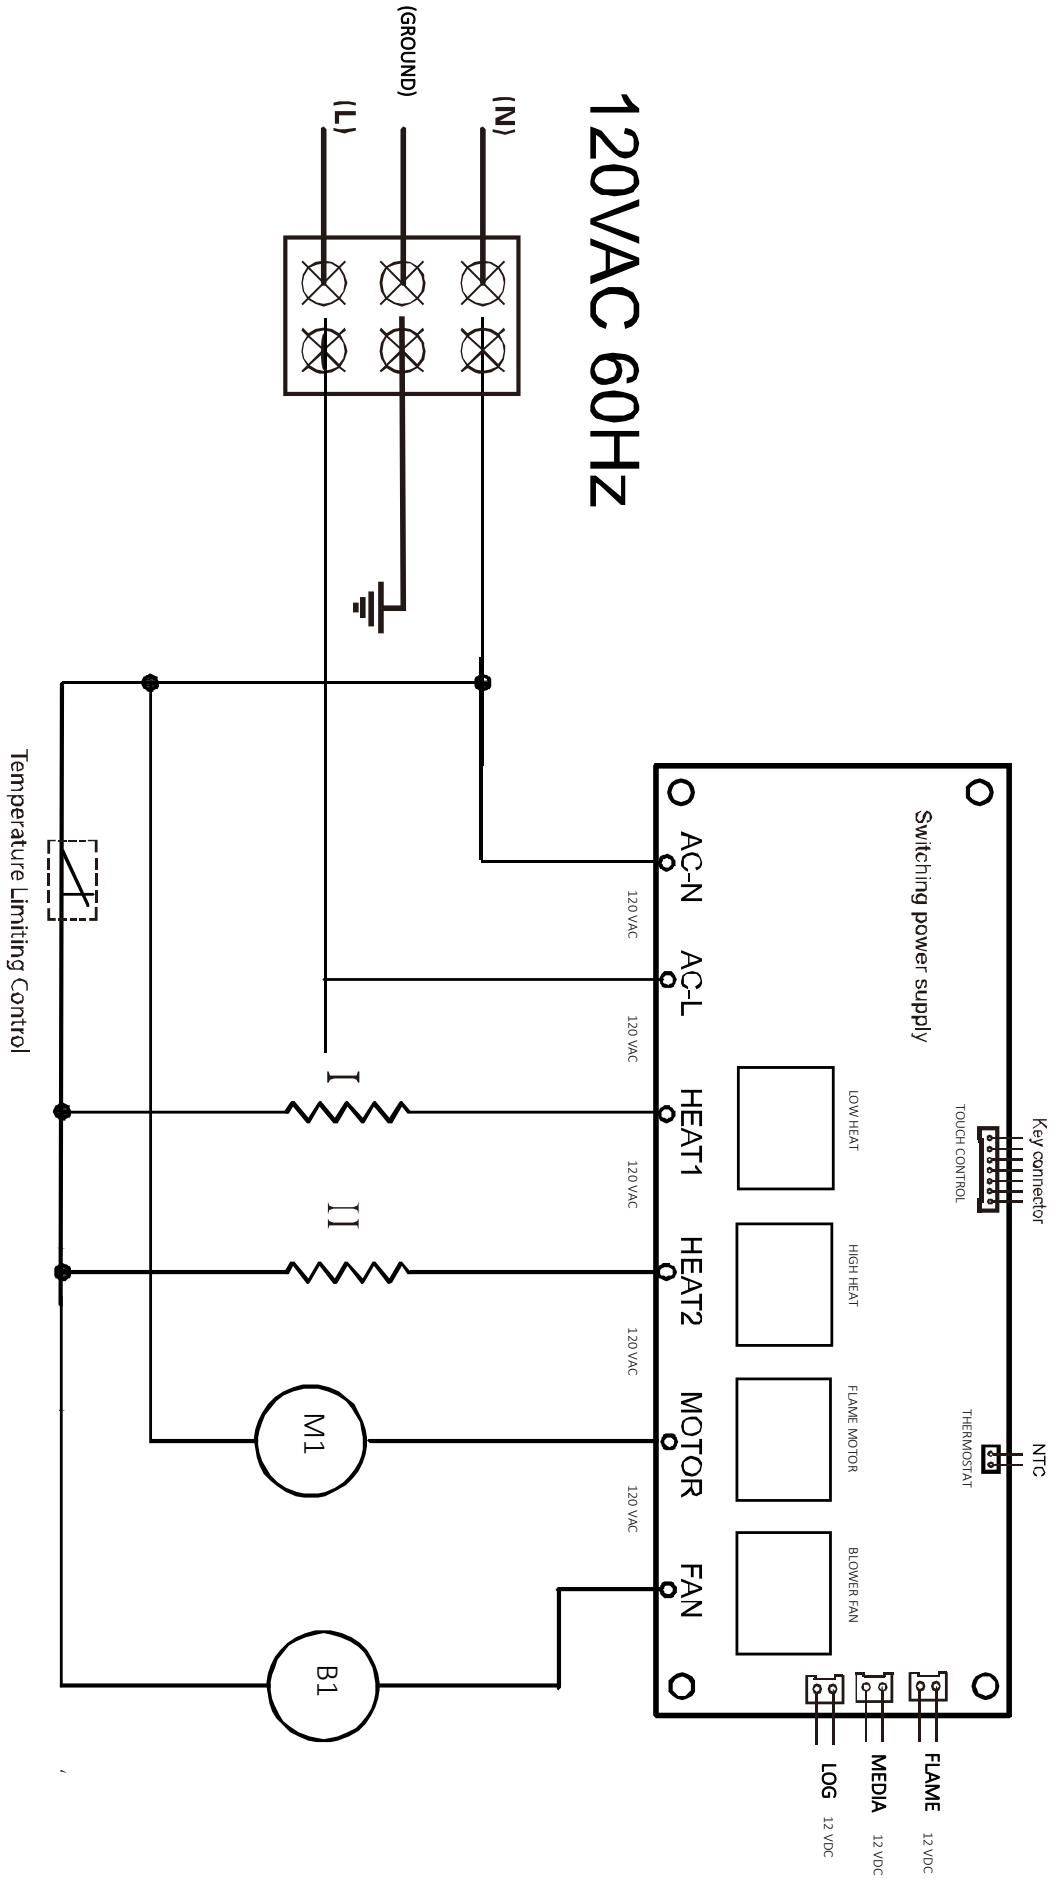 120VAC 60Hz
(N)
(GROUND)
(L)
Key connector
TOUCH CONTROL
NTC
THERMOSTAT
Switching power supply
FLAME 12 VDC
MEDIA 12 VDC
LOG 12 VDC
LOW HEAT
HIGH HEAT
FLAME MOTOR
BLOWER FAN
AC-N
AC-L
HEAT1
HEAT2
MOTOR
FAN
120 VAC
120 VAC
120 VAC
120 VAC
120 VAC
I
II
M1
B1
Temperature Limiting Control